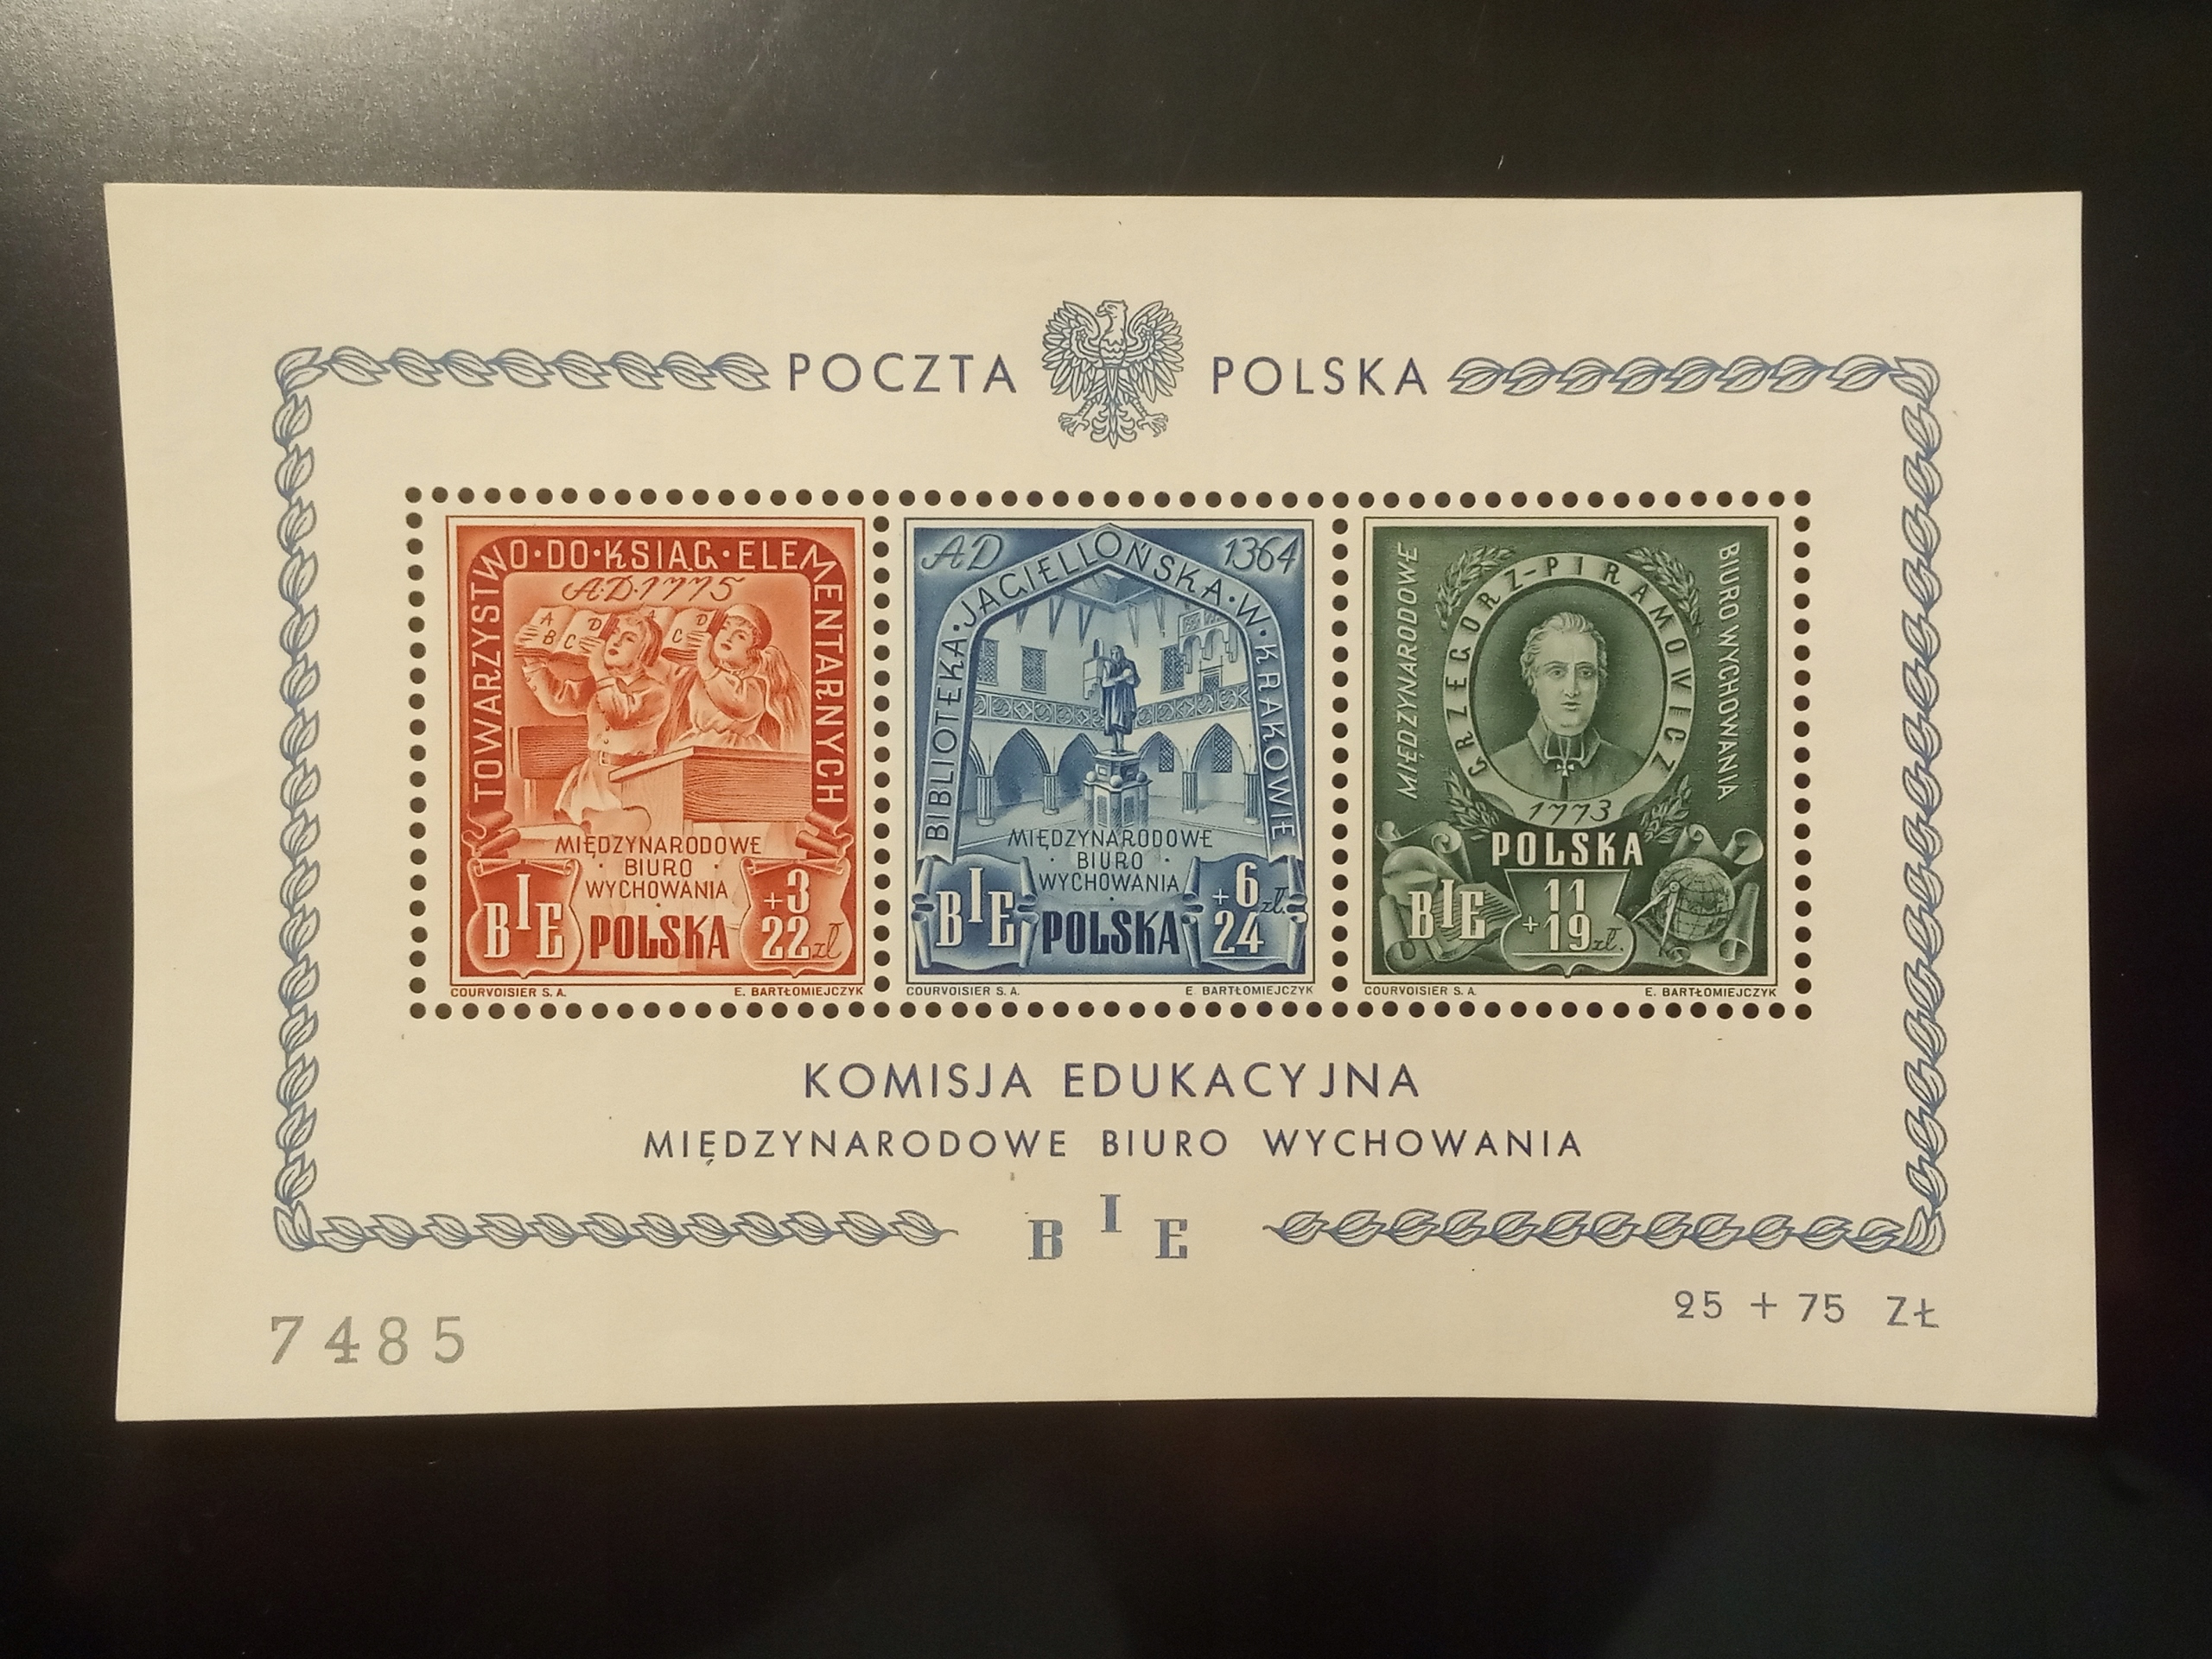 POCZTA POLSKA
TOWARZYSTWO·DO·KSIĄG·ELEMENTARNYCH
A·D·1775
A
B
C
D
C
D
MIĘDZYNARODOWE
· BIURO ·
WYCHOWANIA
BIE
POLSKA
+3
22 zł
COURVOISIER S. A.
E. BARTŁOMIEJCZYK
AD 1364
BIBLIOTEKA·JAGIELLOŃSKA·W·KRAKOWIE
MIĘDZYNARODOWE
· BIURO ·
WYCHOWANIA
BIE
POLSKA
+6
24 zł.
COURVOISIER S. A.
E. BARTŁOMIEJCZYK
MIĘDZYNARODOWE
GRZEGORZ-PIRAMOWICZ
BIURO WYCHOWANIA
1773
POLSKA
BIE
11
+19 zł.
COURVOISIER S. A.
E. BARTŁOMIEJCZYK
KOMISJA EDUKACYJNA
MIĘDZYNARODOWE BIURO WYCHOWANIA
B I E
25 + 75 ZŁ
7485